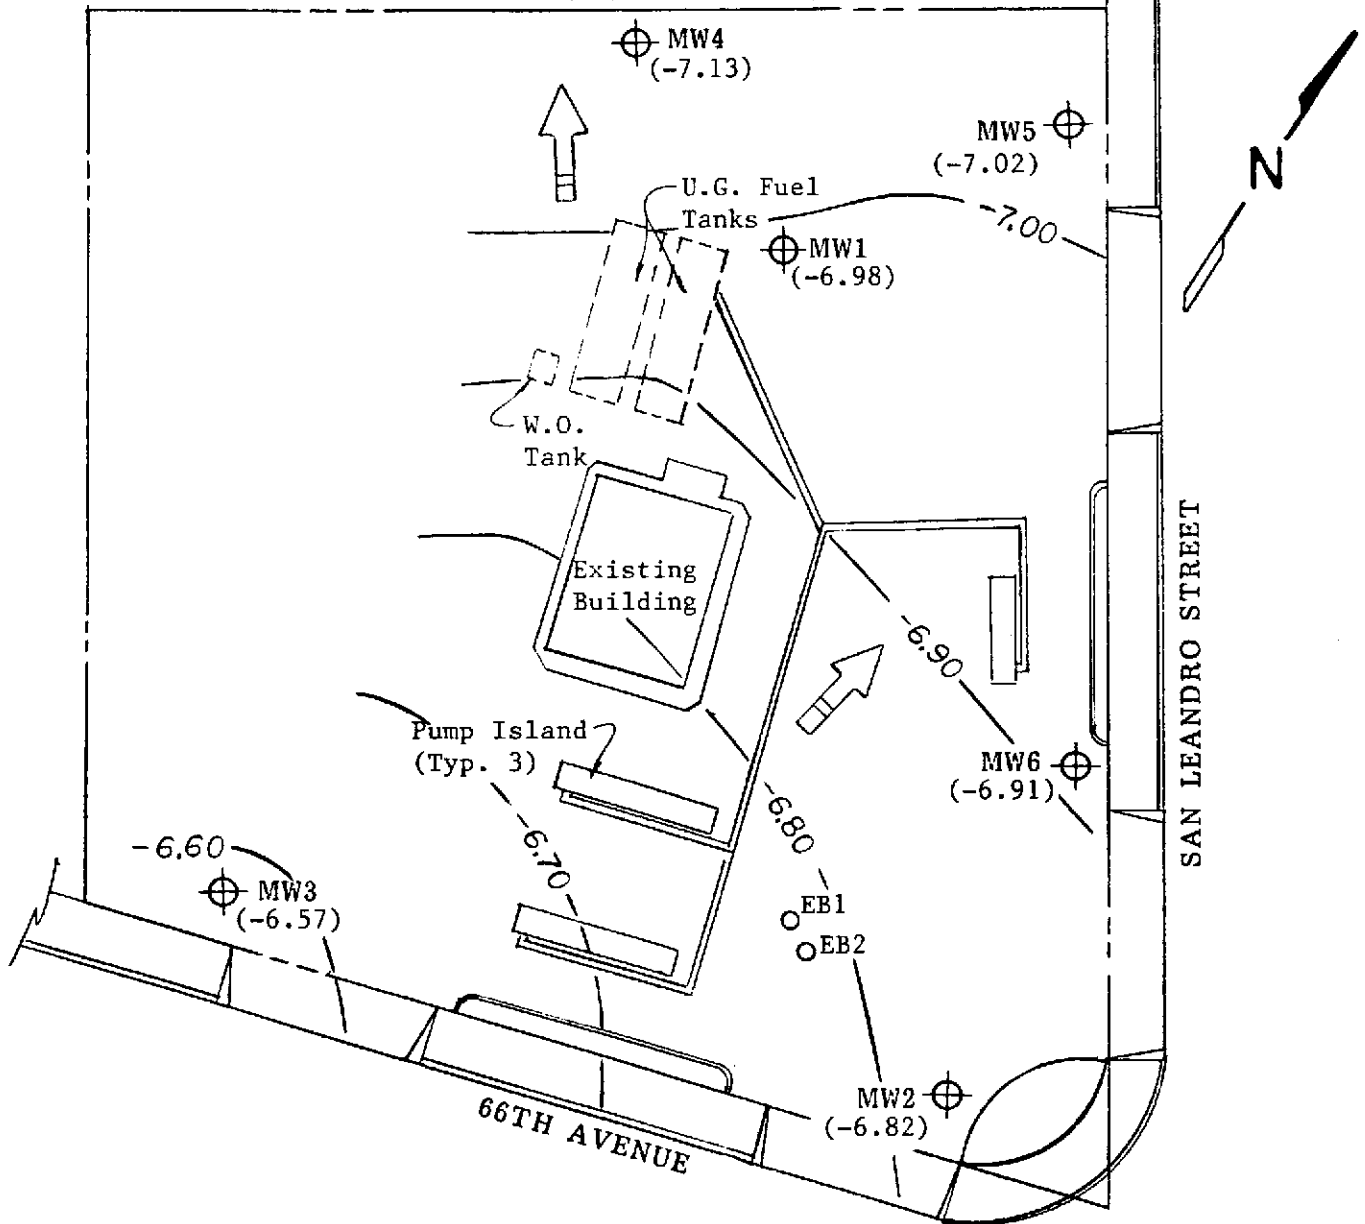 MW4
(-7.13)
MW5
(-7.02)
N
U.G. Fuel
Tanks
-7.00
MW1
(-6.98)
W.O.
Tank
Existing
Building
-6.90
SAN LEANDRO STREET
Pump Island
(Typ. 3)
MW6
(-6.91)
-6.80
-6.70
-6.60
MW3
(-6.57)
EB1
EB2
MW2
(-6.82)
66TH AVENUE